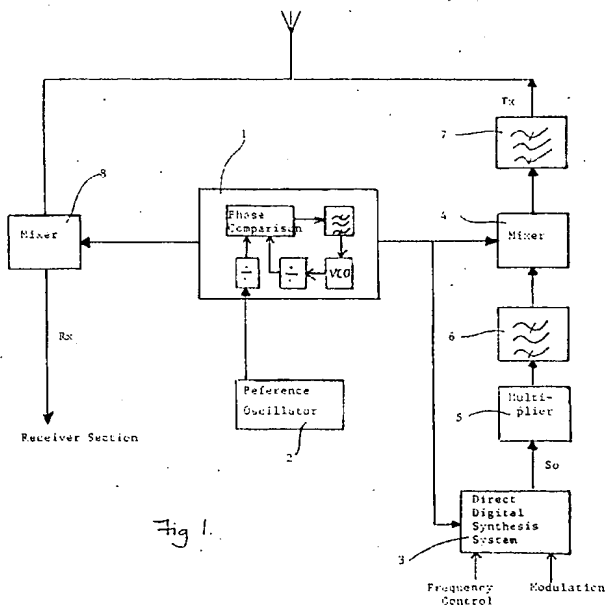 Tx
7
1
8
4
Mixer
Phase
Comparison
÷
÷
VCO
Mixer
Rx
6
Reference
Oscillator
2
Multi-
plier
5
Receiver Section
So
Direct
Digital
Synthesis
System
Fig 1.
3
Frequency
Control
Modulation